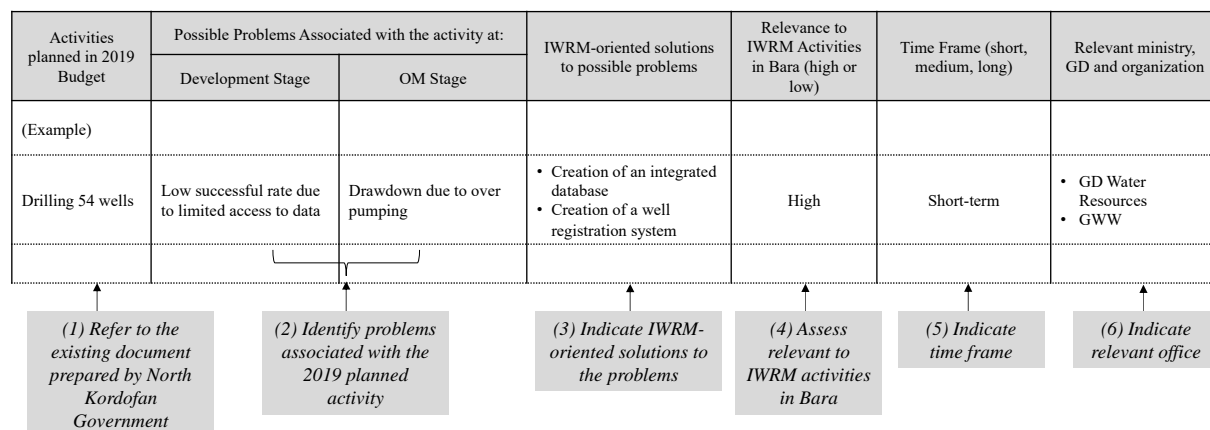 Activities
planned in 2019
Budget
Possible Problems Associated with the activity at:
Development Stage
OM Stage
IWRM-oriented solutions
to possible problems
Relevance to
IWRM Activities
in Bara (high or
low)
Time Frame (short,
medium, long)
Relevant ministry,
GD and organization
(Example)
Drilling 54 wells
Low successful rate due
to limited access to data
Drawdown due to over
pumping
• Creation of an integrated
database
• Creation of a well
registration system
High
Short-term
• GD Water
Resources
• GWW
(1) Refer to the
existing document
prepared by North
Kordofan
Government
(2) Identify problems
associated with the
2019 planned
activity
(3) Indicate IWRM-
oriented solutions to
the problems
(4) Assess
relevant to
IWRM activities
in Bara
(5) Indicate
time frame
(6) Indicate
relevant office